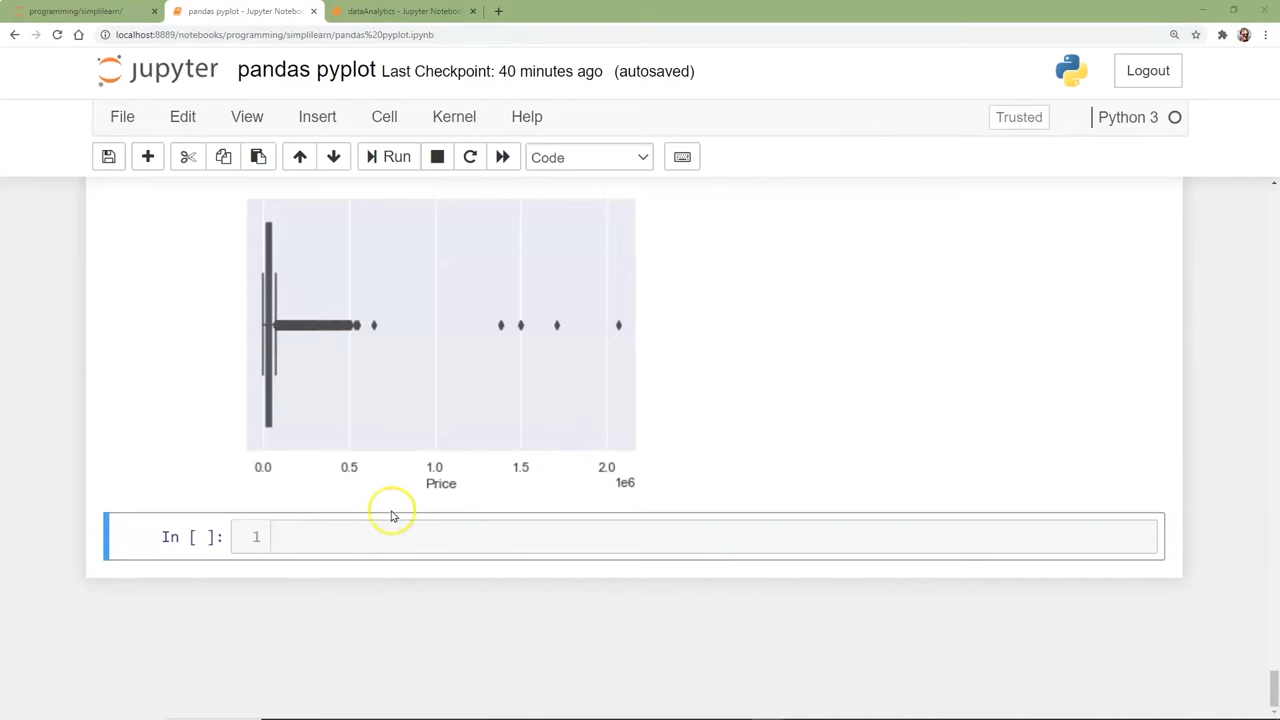 programming/simplilearn/
pandas pyplot - Jupyter Notebook
dataAnalytics - Jupyter Notebook
localhost:8889/notebooks/programming/simplilearn/pandas%20pyplot.ipynb
jupyter pandas pyplot Last Checkpoint: 40 minutes ago (autosaved) Logout
File Edit View Insert Cell Kernel Help Trusted Python 3
Run Code
0.0 0.5 1.0 1.5 2.0
Price 1e6
In [ ]: 1